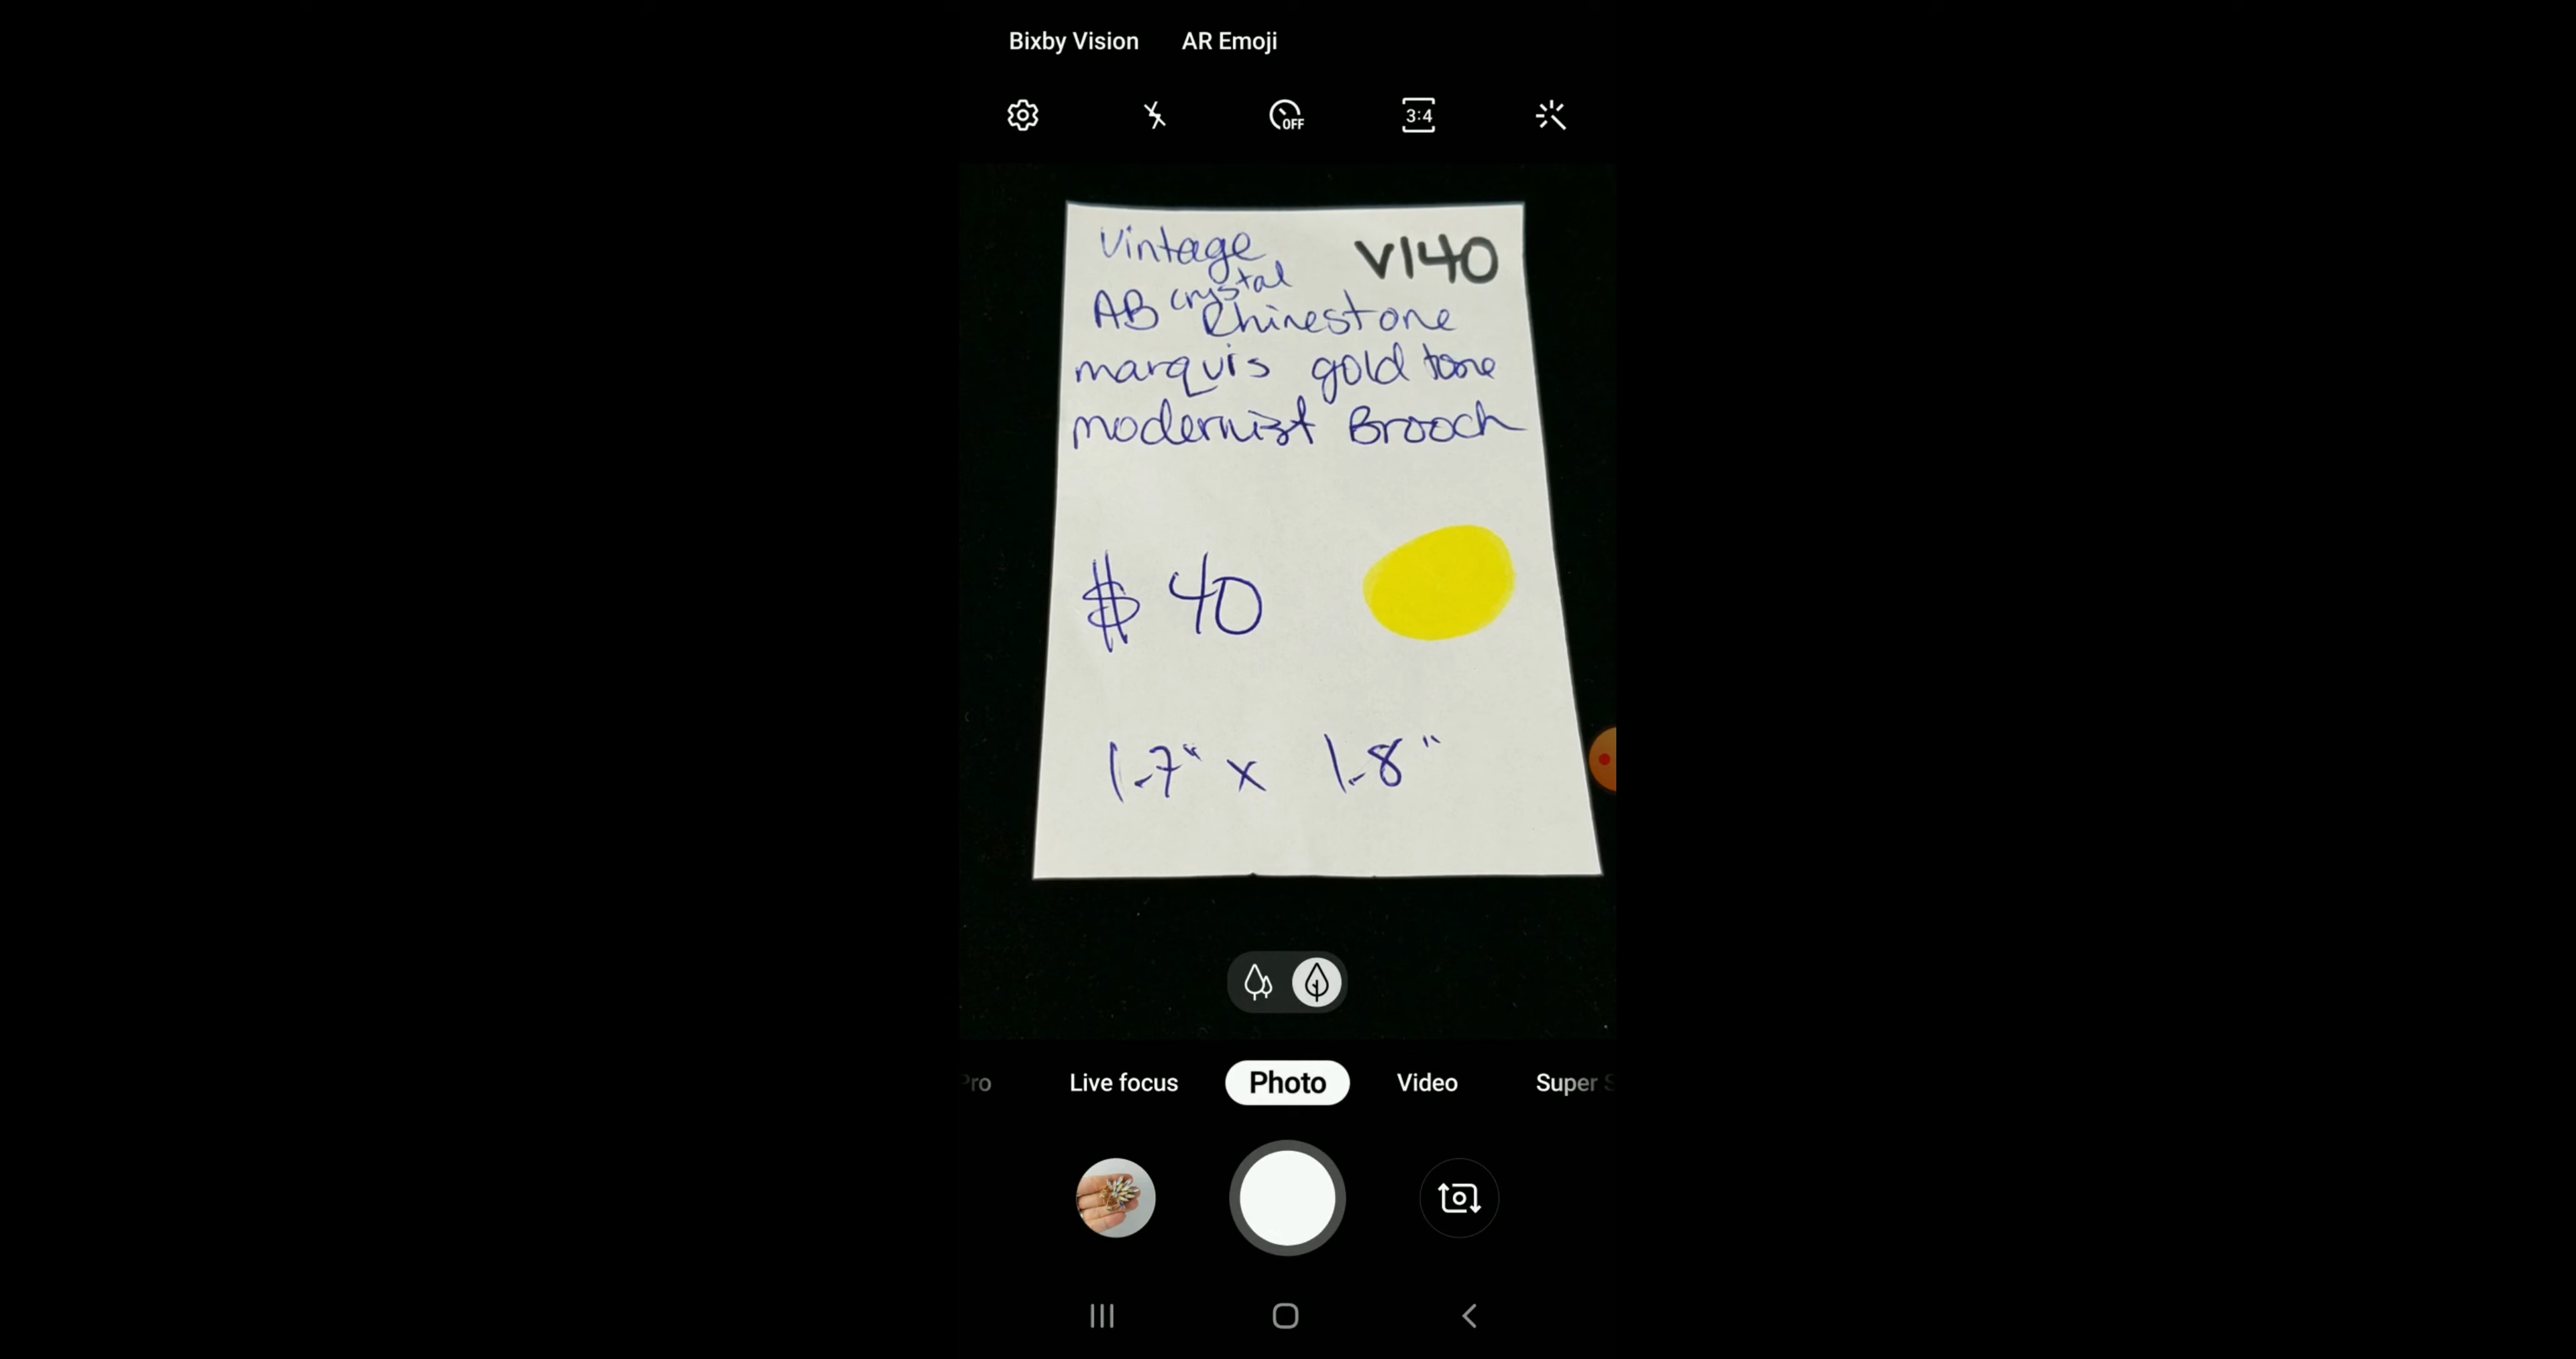 Bixby Vision AR Emoji
OFF 3:4
Vintage V140
AB crystal Rhinestone
marquis gold tone
modernist Brooch
$ 40
1.7" x 1.8"
Live focus Photo Video Super